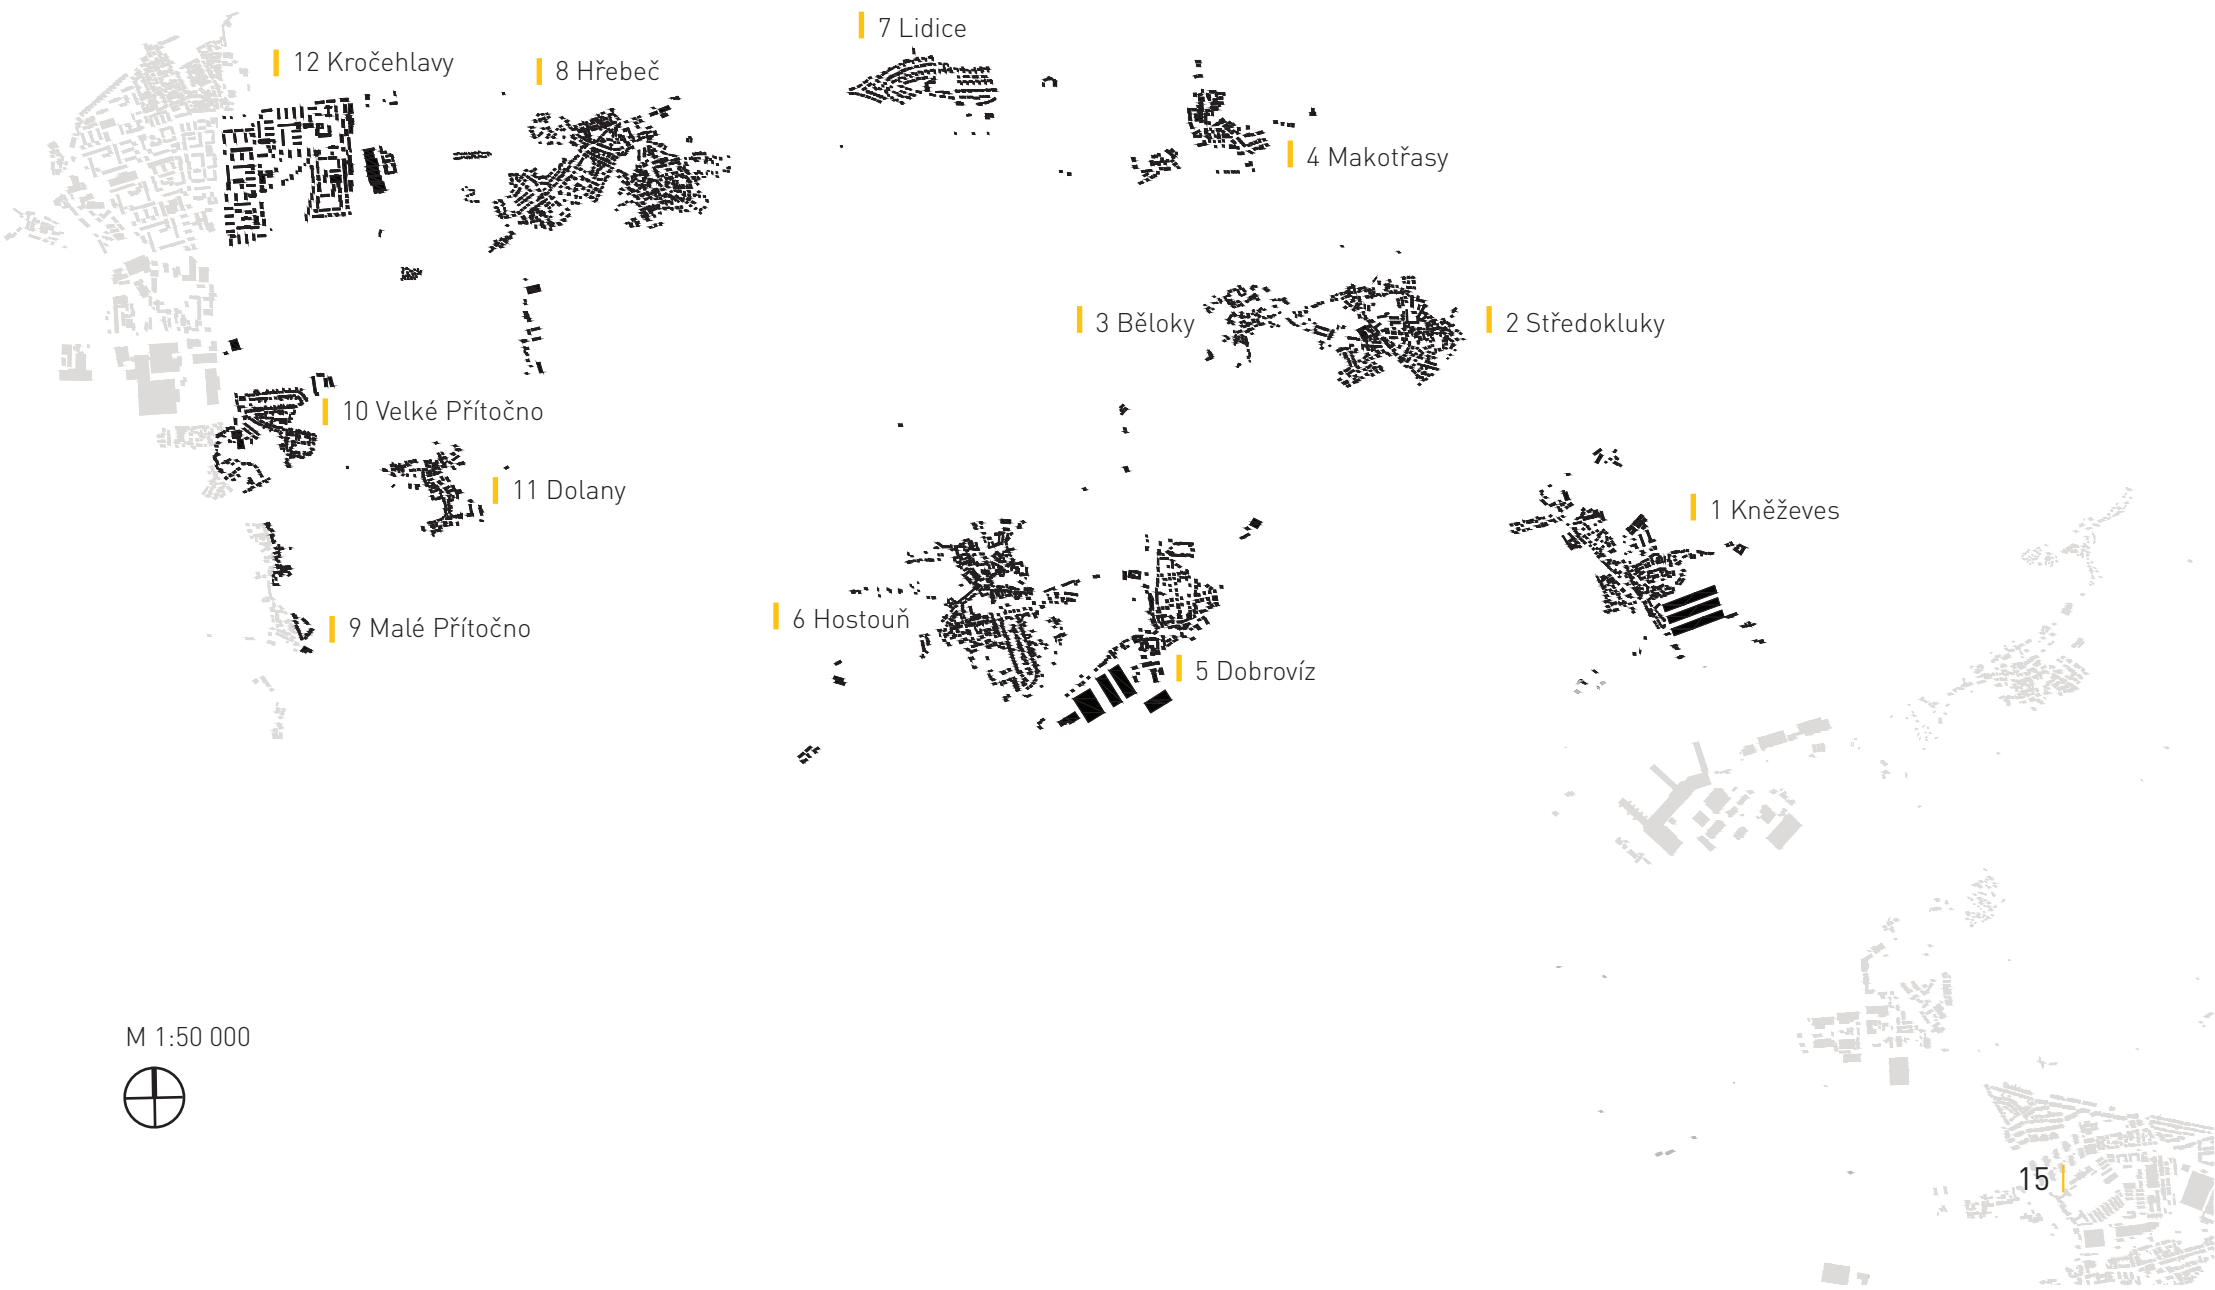 7 Lidice
12 Kročehlavy
8 Hřebeč
4 Makotřasy
3 Běloky
2 Středokluky
10 Velké Přítočno
11 Dolany
1 Kněževes
6 Hostouň
9 Malé Přítočno
5 Dobrovíz
M 1:50 000
15